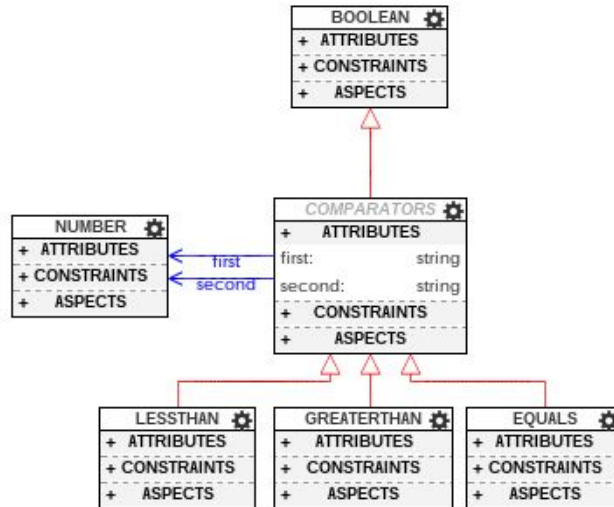 BOOLEAN
+ ATTRIBUTES
+ CONSTRAINTS
+ ASPECTS
NUMBER
+ ATTRIBUTES
+ CONSTRAINTS
+ ASPECTS
first
second
COMPARATORS
+ ATTRIBUTES
first: string
second: string
+ CONSTRAINTS
+ ASPECTS
LESSTHAN
+ ATTRIBUTES
+ CONSTRAINTS
+ ASPECTS
GREATERTHAN
+ ATTRIBUTES
+ CONSTRAINTS
+ ASPECTS
EQUALS
+ ATTRIBUTES
+ CONSTRAINTS
+ ASPECTS